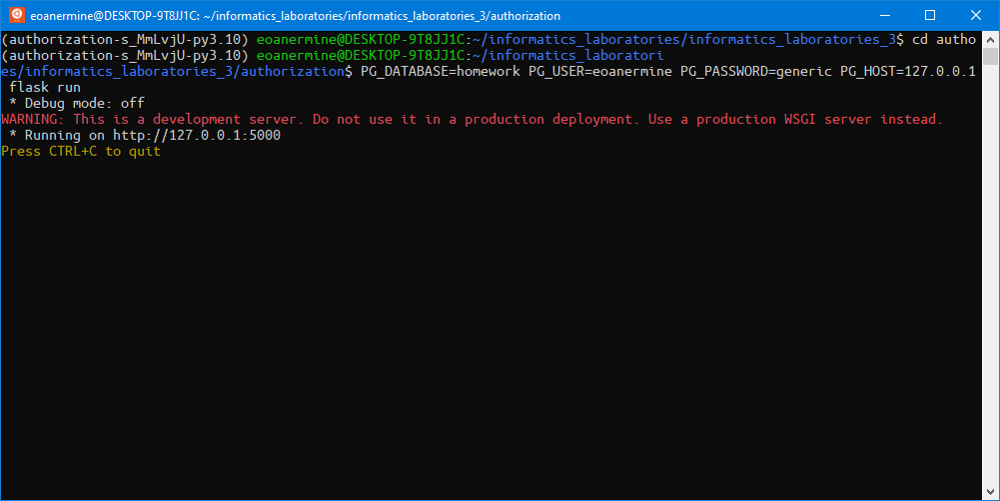 eoanermine@DESKTOP-9T8JJ1C: ~/informatics_laboratories/informatics_laboratories_3/authorization
(authorization-s_MmLvjU-py3.10) eoanermine@DESKTOP-9T8JJ1C:~/informatics_laboratories/informatics_laboratories_3$ cd autho
(authorization-s_MmLvjU-py3.10) eoanermine@DESKTOP-9T8JJ1C:~/informatics_laboratori
es/informatics_laboratories_3/authorization$ PG_DATABASE=homework PG_USER=eoanermine PG_PASSWORD=generic PG_HOST=127.0.0.1
 flask run
 * Debug mode: off
WARNING: This is a development server. Do not use it in a production deployment. Use a production WSGI server instead.
 * Running on http://127.0.0.1:5000
Press CTRL+C to quit